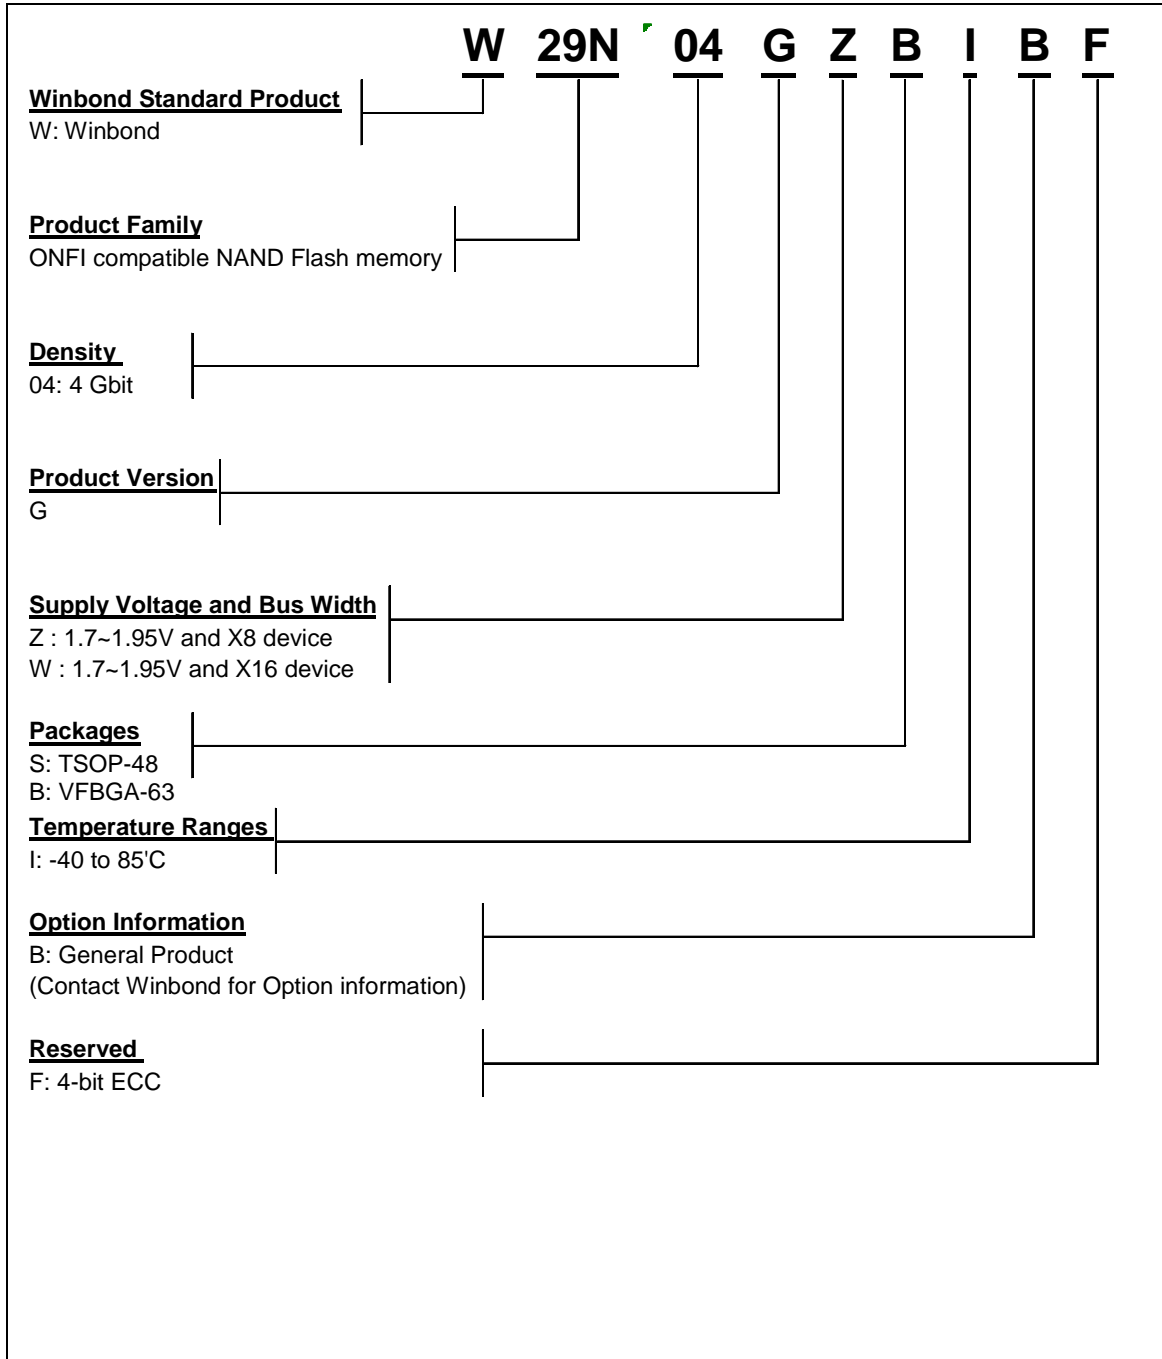 W 29N 04 G Z B I B F
Winbond Standard Product
W: Winbond
Product Family
ONFI compatible NAND Flash memory
Density
04: 4 Gbit
Product Version
G
Supply Voltage and Bus Width
Z : 1.7~1.95V and X8 device
W : 1.7~1.95V and X16 device
Packages
S: TSOP-48
B: VFBGA-63
Temperature Ranges
I: -40 to 85'C
Option Information
B: General Product
(Contact Winbond for Option information)
Reserved
F: 4-bit ECC